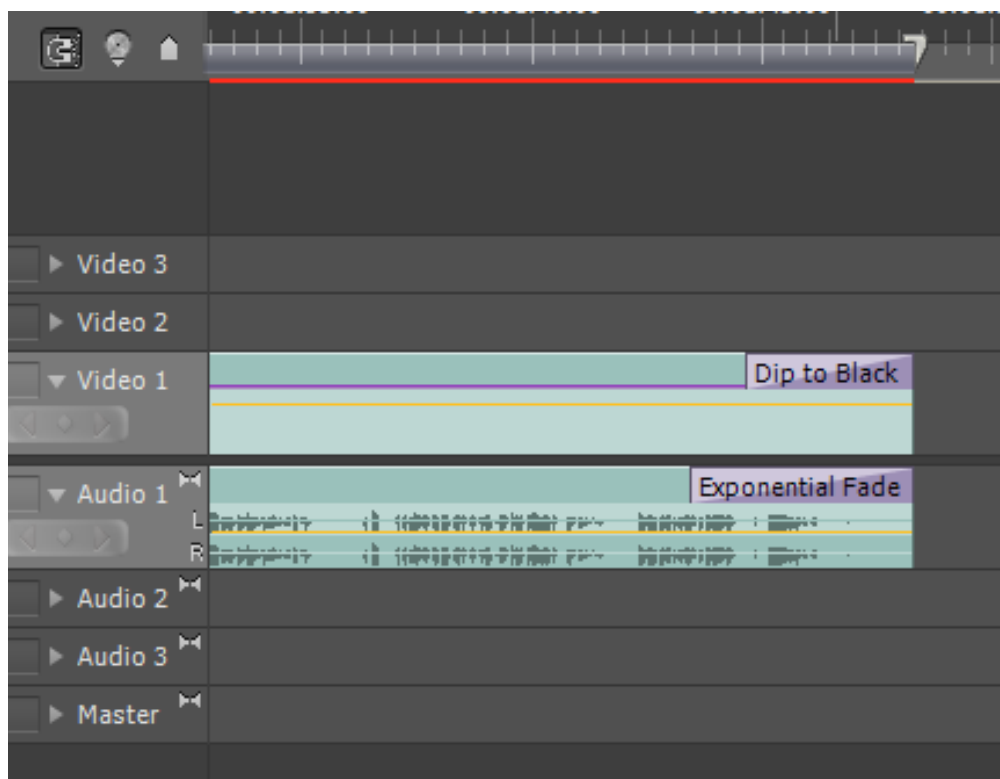 Video 3
Video 2
Video 1
Dip to Black
Audio 1
Exponential Fade
L
R
Audio 2
Audio 3
Master